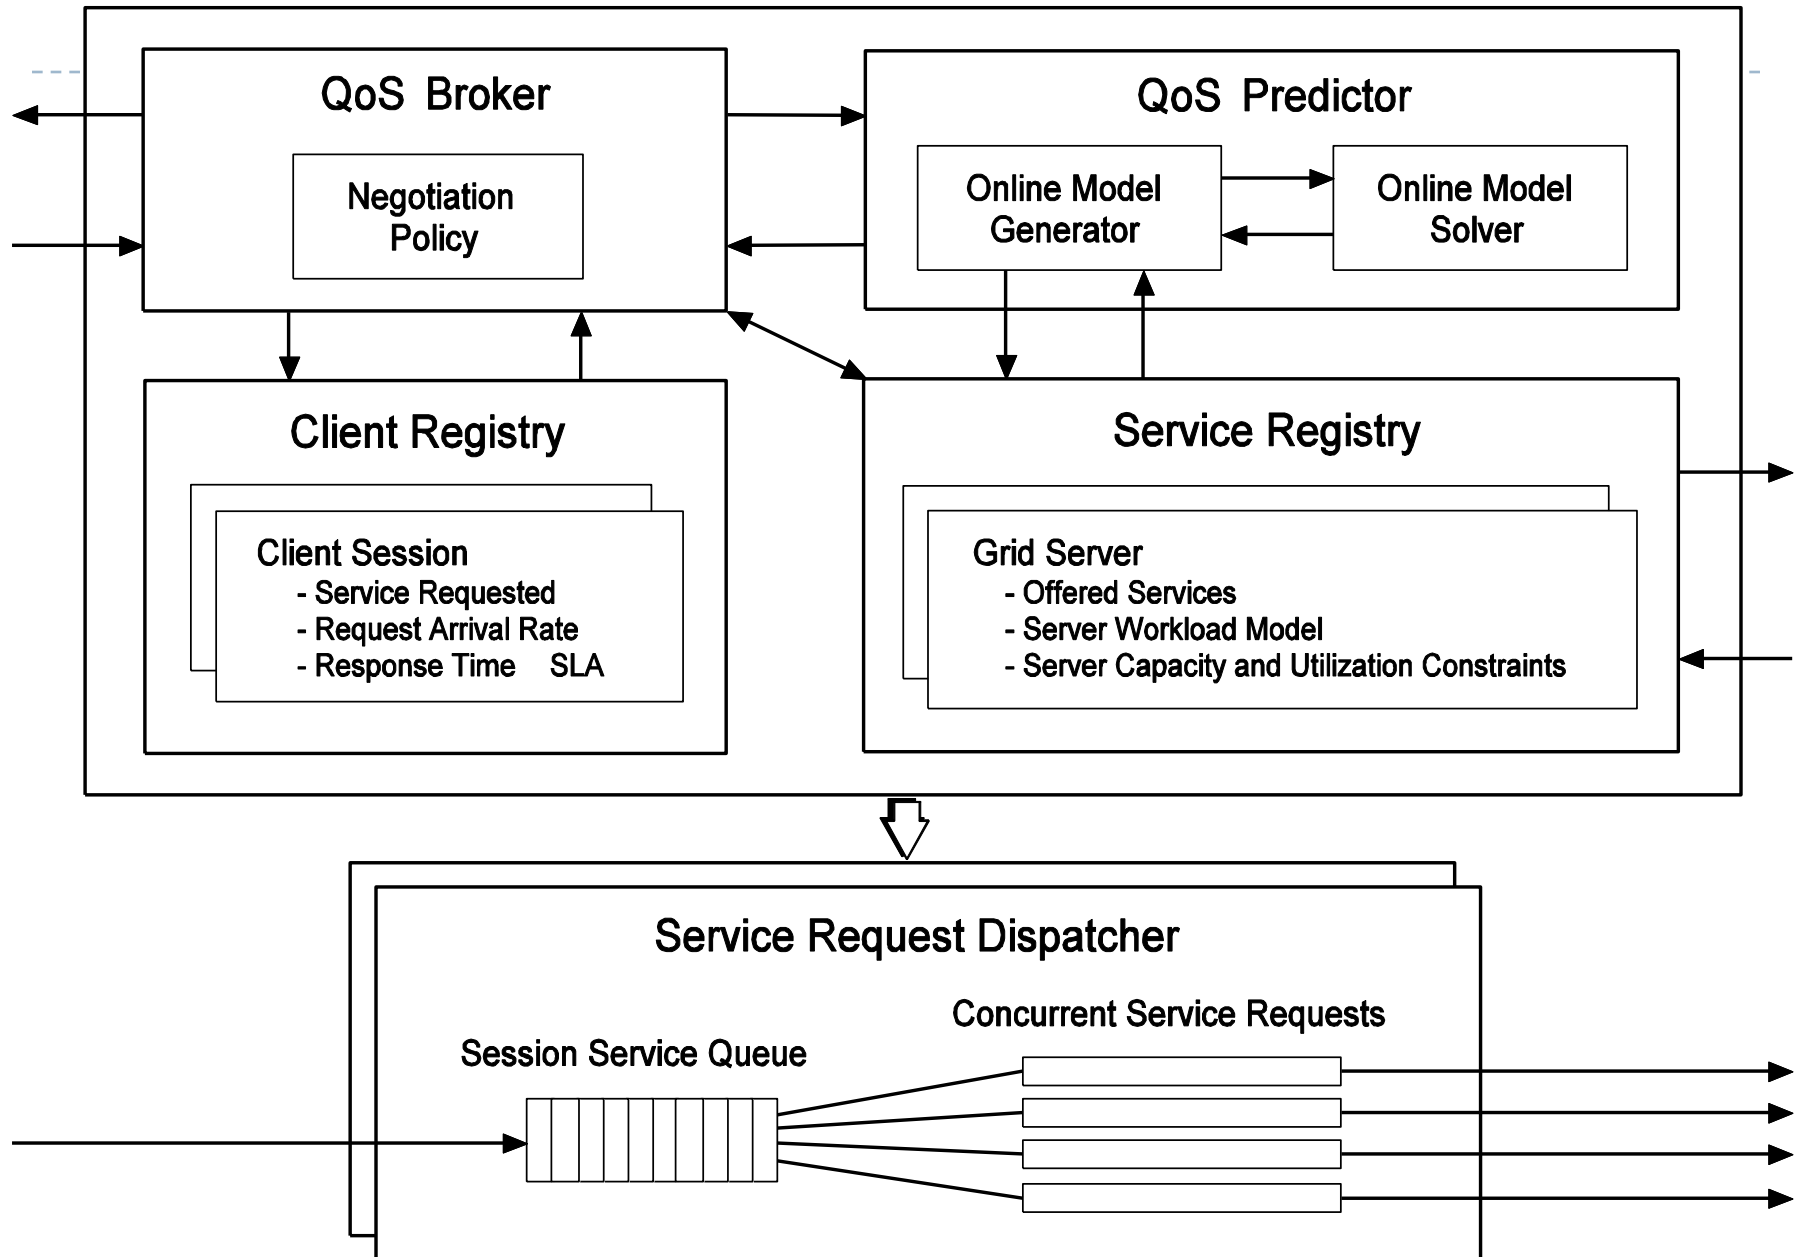 QoS Broker
Negotiation
Policy
QoS Predictor
Online Model
Generator
Online Model
Solver
Client Registry
Client Session
- Service Requested
- Request Arrival Rate
- Response Time SLA
Service Registry
Grid Server
- Offered Services
- Server Workload Model
- Server Capacity and Utilization Constraints
Service Request Dispatcher
Session Service Queue
Concurrent Service Requests